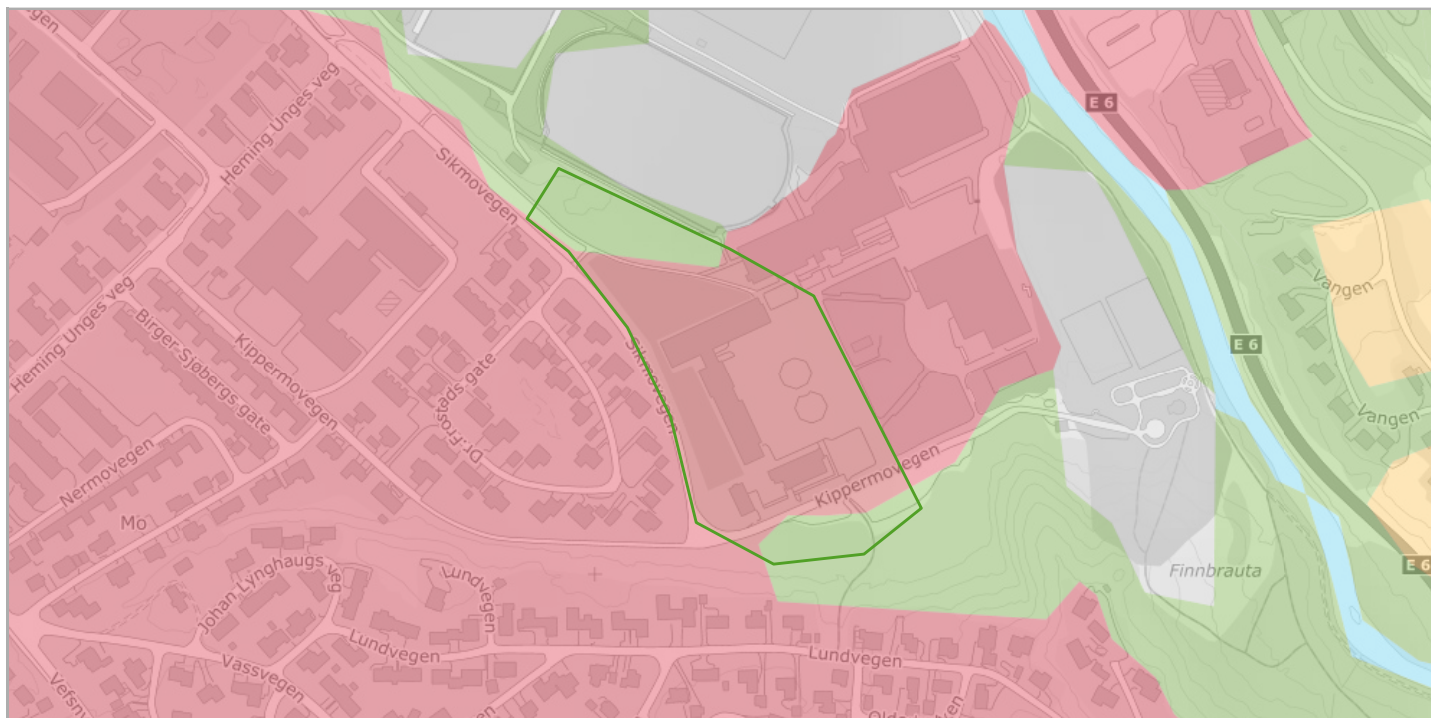 Heming Unges veg
Sikmovegen
E 6
Vangen
Heming Unges veg
Birger Sjøbergs gate
Kippermovegen
Dr. Frostads gate
Sikmovegen
E 6
Vangen
Nermovegen
Kippermovegen
Mo
Johan Lynghaugs veg
Lundvegen
Finnbrauta
E 6
Lundvegen
Lundvegen
Vassvegen